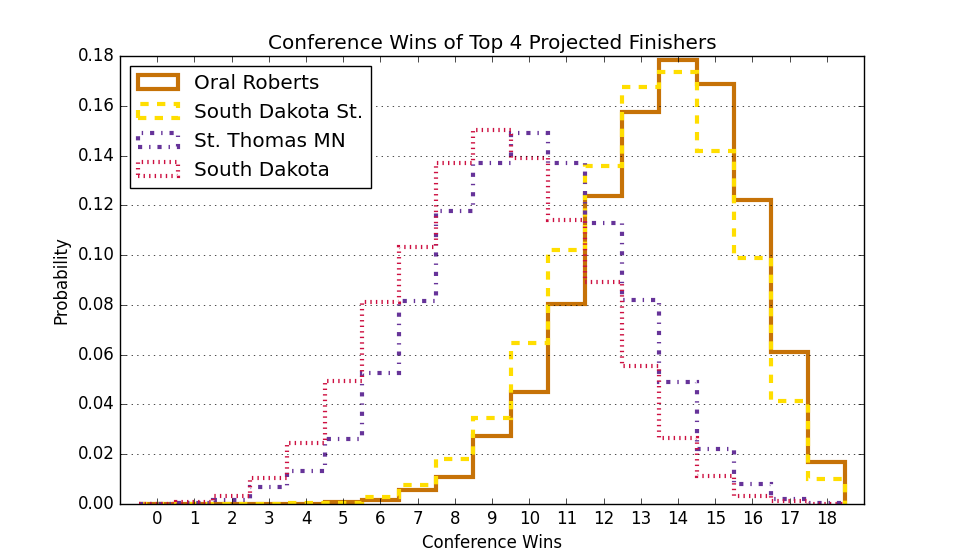 Conference Wins of Top 4 Projected Finishers
0.18
0.16
0.14
0.12
0.10
0.08
0.06
0.04
0.02
0.00
Probability
Oral Roberts
South Dakota St.
St. Thomas MN
South Dakota
0 1 2 3 4 5 6 7 8 9 10 11 12 13 14 15 16 17 18
Conference Wins